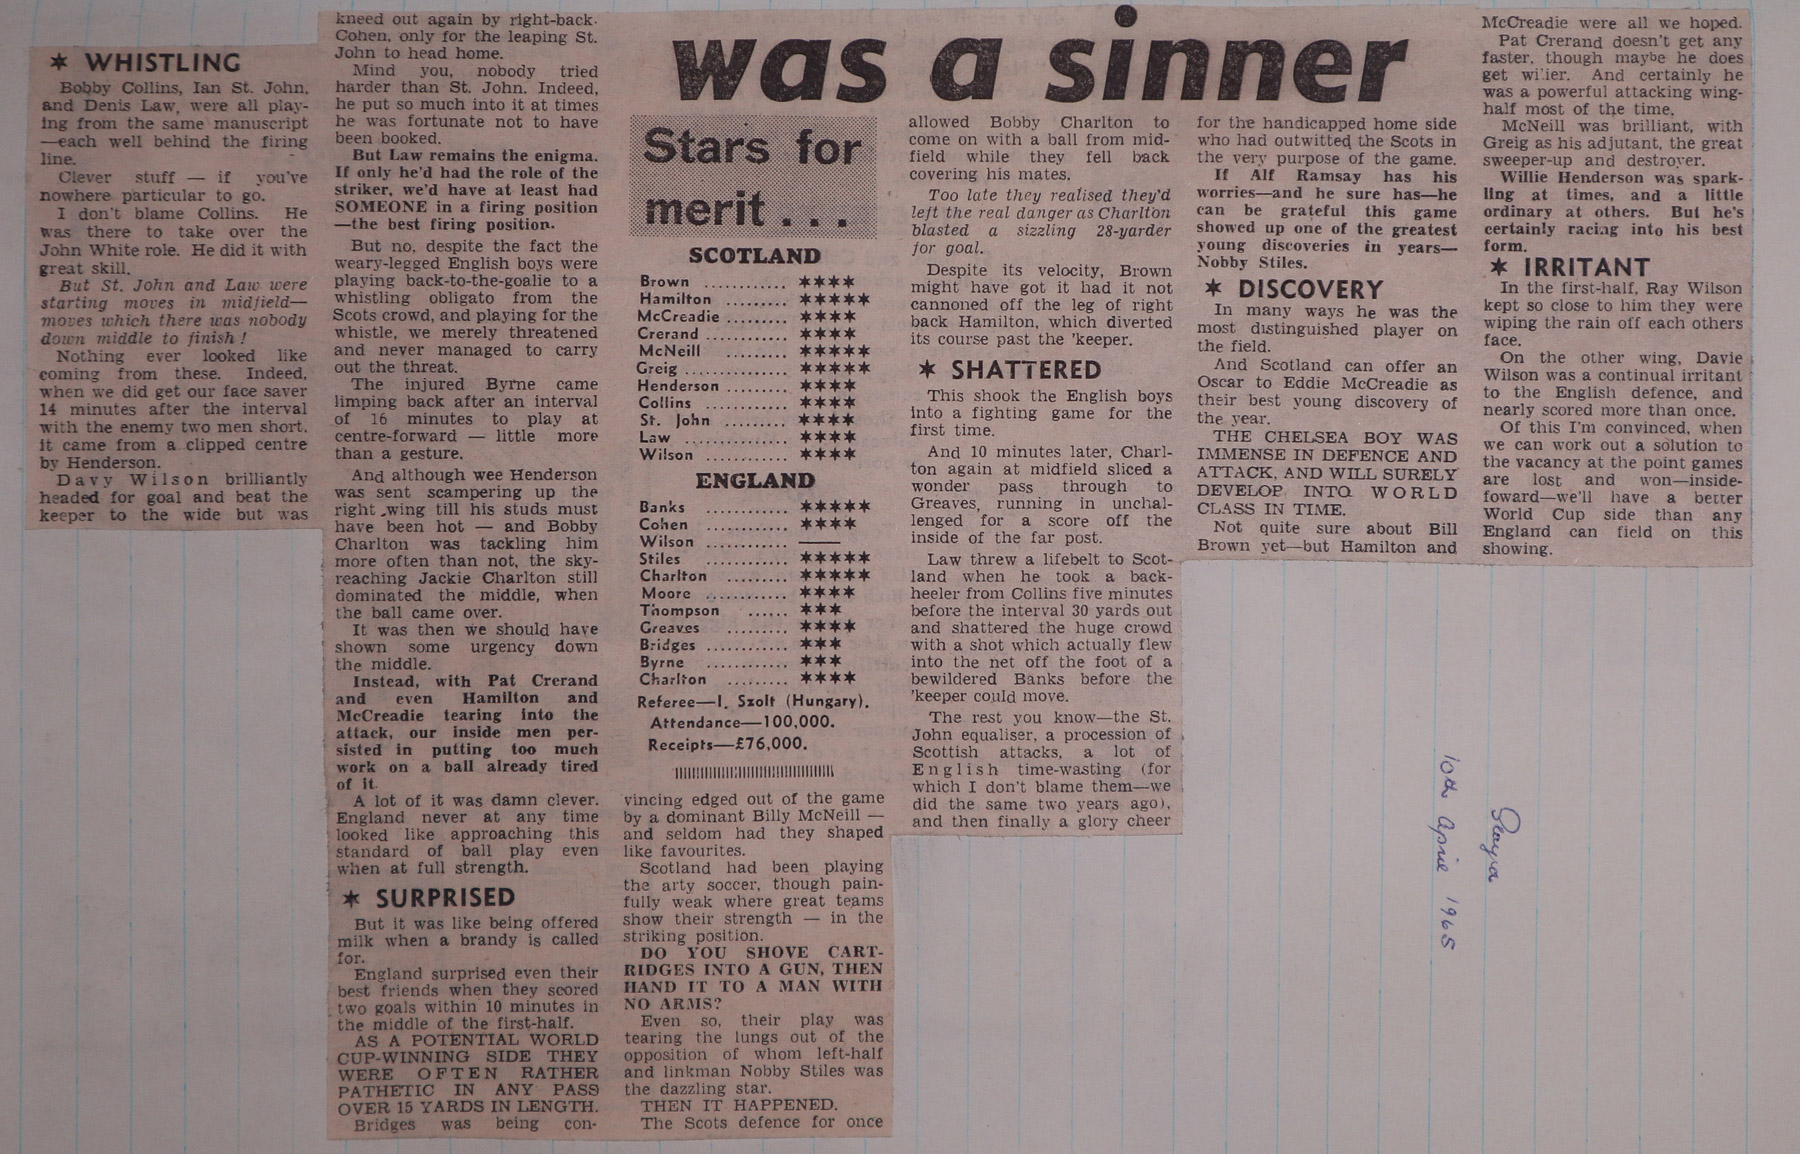 was a sinner
✶ WHISTLING
Bobby Collins, Ian St. John,
and Denis Law, were all play-
ing from the same manuscript
—each well behind the firing
line.
Clever stuff — if you've
nowhere particular to go.
I don't blame Collins. He
was there to take over the
John White role. He did it with
great skill.
But St. John and Law were
starting moves in midfield—
moves which there was nobody
down middle to finish !
Nothing ever looked like
coming from these. Indeed,
when we did get our face saver
14 minutes after the interval
with the enemy two men short,
it came from a clipped centre
by Henderson.
Davy Wilson brilliantly
headed for goal and beat the
keeper to the wide but was
kneed out again by right-back
Cohen, only for the leaping St.
John to head home.
Mind you, nobody tried
harder than St. John. Indeed,
he put so much into it at times
he was fortunate not to have
been booked.
But Law remains the enigma.
If only he'd had the role of the
striker, we'd have at least had
SOMEONE in a firing position
—the best firing position.
But no, despite the fact the
weary-legged English boys were
playing back-to-the-goalie to a
whistling obligato from the
Scots crowd, and playing for the
whistle, we merely threatened
and never managed to carry
out the threat.
The injured Byrne came
limping back after an interval
of 16 minutes to play at
centre-forward — little more
than a gesture.
And although wee Henderson
was sent scampering up the
right wing till his studs must
have been hot — and Bobby
Charlton was tackling him
more often than not, the sky-
reaching Jackie Charlton still
dominated the middle, when
the ball came over.
It was then we should have
shown some urgency down
the middle.
Instead, with Pat Crerand
and even Hamilton and
McCreadie tearing into the
attack, our inside men per-
sisted in putting too much
work on a ball already tired
of it.
A lot of it was damn clever.
England never at any time
looked like approaching this
standard of ball play even
when at full strength.
✶ SURPRISED
But it was like being offered
milk when a brandy is called
for.
England surprised even their
best friends when they scored
two goals within 10 minutes in
the middle of the first-half.
AS A POTENTIAL WORLD
CUP-WINNING SIDE THEY
WERE OFTEN RATHER
PATHETIC IN ANY PASS
OVER 15 YARDS IN LENGTH.
Bridges was being con-
Stars for
merit . . .
SCOTLAND
Brown ........... ★★★★
Hamilton ......... ★★★★★
McCreadie ......... ★★★★
Crerand ........... ★★★★
McNeill ......... ★★★★★
Greig ............. ★★★★★
Henderson ......... ★★★★
Collins .......... ★★★★
St. John ......... ★★★★
Law ............. ★★★★
Wilson ........... ★★★★
ENGLAND
Banks ........... ★★★★★
Cohen ........... ★★★★
Wilson ........... ——
Stiles ........... ★★★★★
Charlton ......... ★★★★★
Moore ........... ★★★★
Thompson ...... ★★★
Greaves ......... ★★★★
Bridges ........... ★★★
Byrne ........... ★★★
Charlton ......... ★★★★
Referee—I. Szolt (Hungary).
Attendance—100,000.
Receipts—£76,000.
vincing edged out of the game
by a dominant Billy McNeill —
and seldom had they shaped
like favourites.
Scotland had been playing
the arty soccer, though pain-
fully weak where great teams
show their strength — in the
striking position.
DO YOU SHOVE CART-
RIDGES INTO A GUN, THEN
HAND IT TO A MAN WITH
NO ARMS?
Even so, their play was
tearing the lungs out of the
opposition of whom left-half
and linkman Nobby Stiles was
the dazzling star.
THEN IT HAPPENED.
The Scots defence for once
allowed Bobby Charlton to
come on with a ball from mid-
field while they fell back
covering his mates.
Too late they realised they'd
left the real danger as Charlton
blasted a sizzling 28-yarder
for goal.
Despite its velocity, Brown
might have got it had it not
cannoned off the leg of right
back Hamilton, which diverted
its course past the 'keeper.
✶ SHATTERED
This shook the English boys
into a fighting game for the
first time.
And 10 minutes later, Charl-
ton again at midfield sliced a
wonder pass through to
Greaves, running in unchal-
lenged for a score off the
inside of the far post.
Law threw a lifebelt to Scot-
land when he took a back-
heeler from Collins five minutes
before the interval 30 yards out
and shattered the huge crowd
with a shot which actually flew
into the net off the foot of a
bewildered Banks before the
'keeper could move.
The rest you know—the St.
John equaliser, a procession of
Scottish attacks, a lot of
English time-wasting (for
which I don't blame them—we
did the same two years ago),
and then finally a glory cheer
for the handicapped home side
who had outwitted the Scots in
the very purpose of the game.
If Alf Ramsay has his
worries—and he sure has—he
can be grateful this game
showed up one of the greatest
young discoveries in years—
Nobby Stiles.
✶ DISCOVERY
In many ways he was the
most distinguished player on
the field.
And Scotland can offer an
Oscar to Eddie McCreadie as
their best young discovery of
the year.
THE CHELSEA BOY WAS
IMMENSE IN DEFENCE AND
ATTACK, AND WILL SURELY
DEVELOP INTO WORLD
CLASS IN TIME.
Not quite sure about Bill
Brown yet—but Hamilton and
McCreadie were all we hoped.
Pat Crerand doesn't get any
faster, though maybe he does
get wilier. And certainly he
was a powerful attacking wing-
half most of the time.
McNeill was brilliant, with
Greig as his adjutant, the great
sweeper-up and destroyer.
Willie Henderson was spark-
ling at times, and a little
ordinary at others. But he's
certainly racing into his best
form.
✶ IRRITANT
In the first-half, Ray Wilson
kept so close to him they were
wiping the rain off each others
face.
On the other wing, Davie
Wilson was a continual irritant
to the English defence, and
nearly scored more than once.
Of this I'm convinced, when
we can work out a solution to
the vacancy at the point games
are lost and won—inside-
foward—we'll have a better
World Cup side than any
England can field on this
showing.
10th April 1965